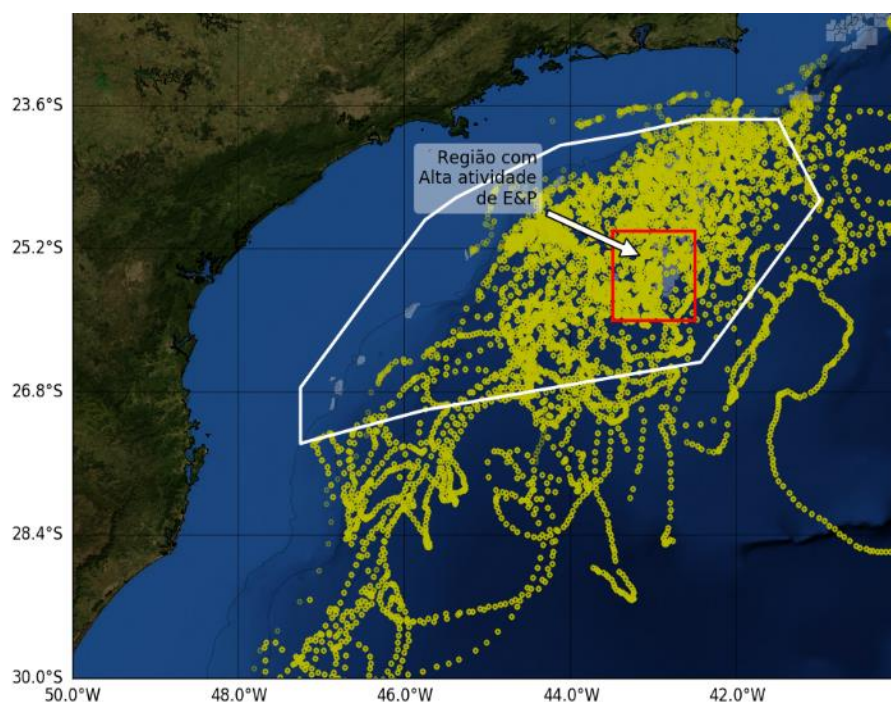 23.6°S
Região com
Alta atividade
de E&P
25.2°S
26.8°S
28.4°S
30.0°S
50.0°W
48.0°W
46.0°W
44.0°W
42.0°W